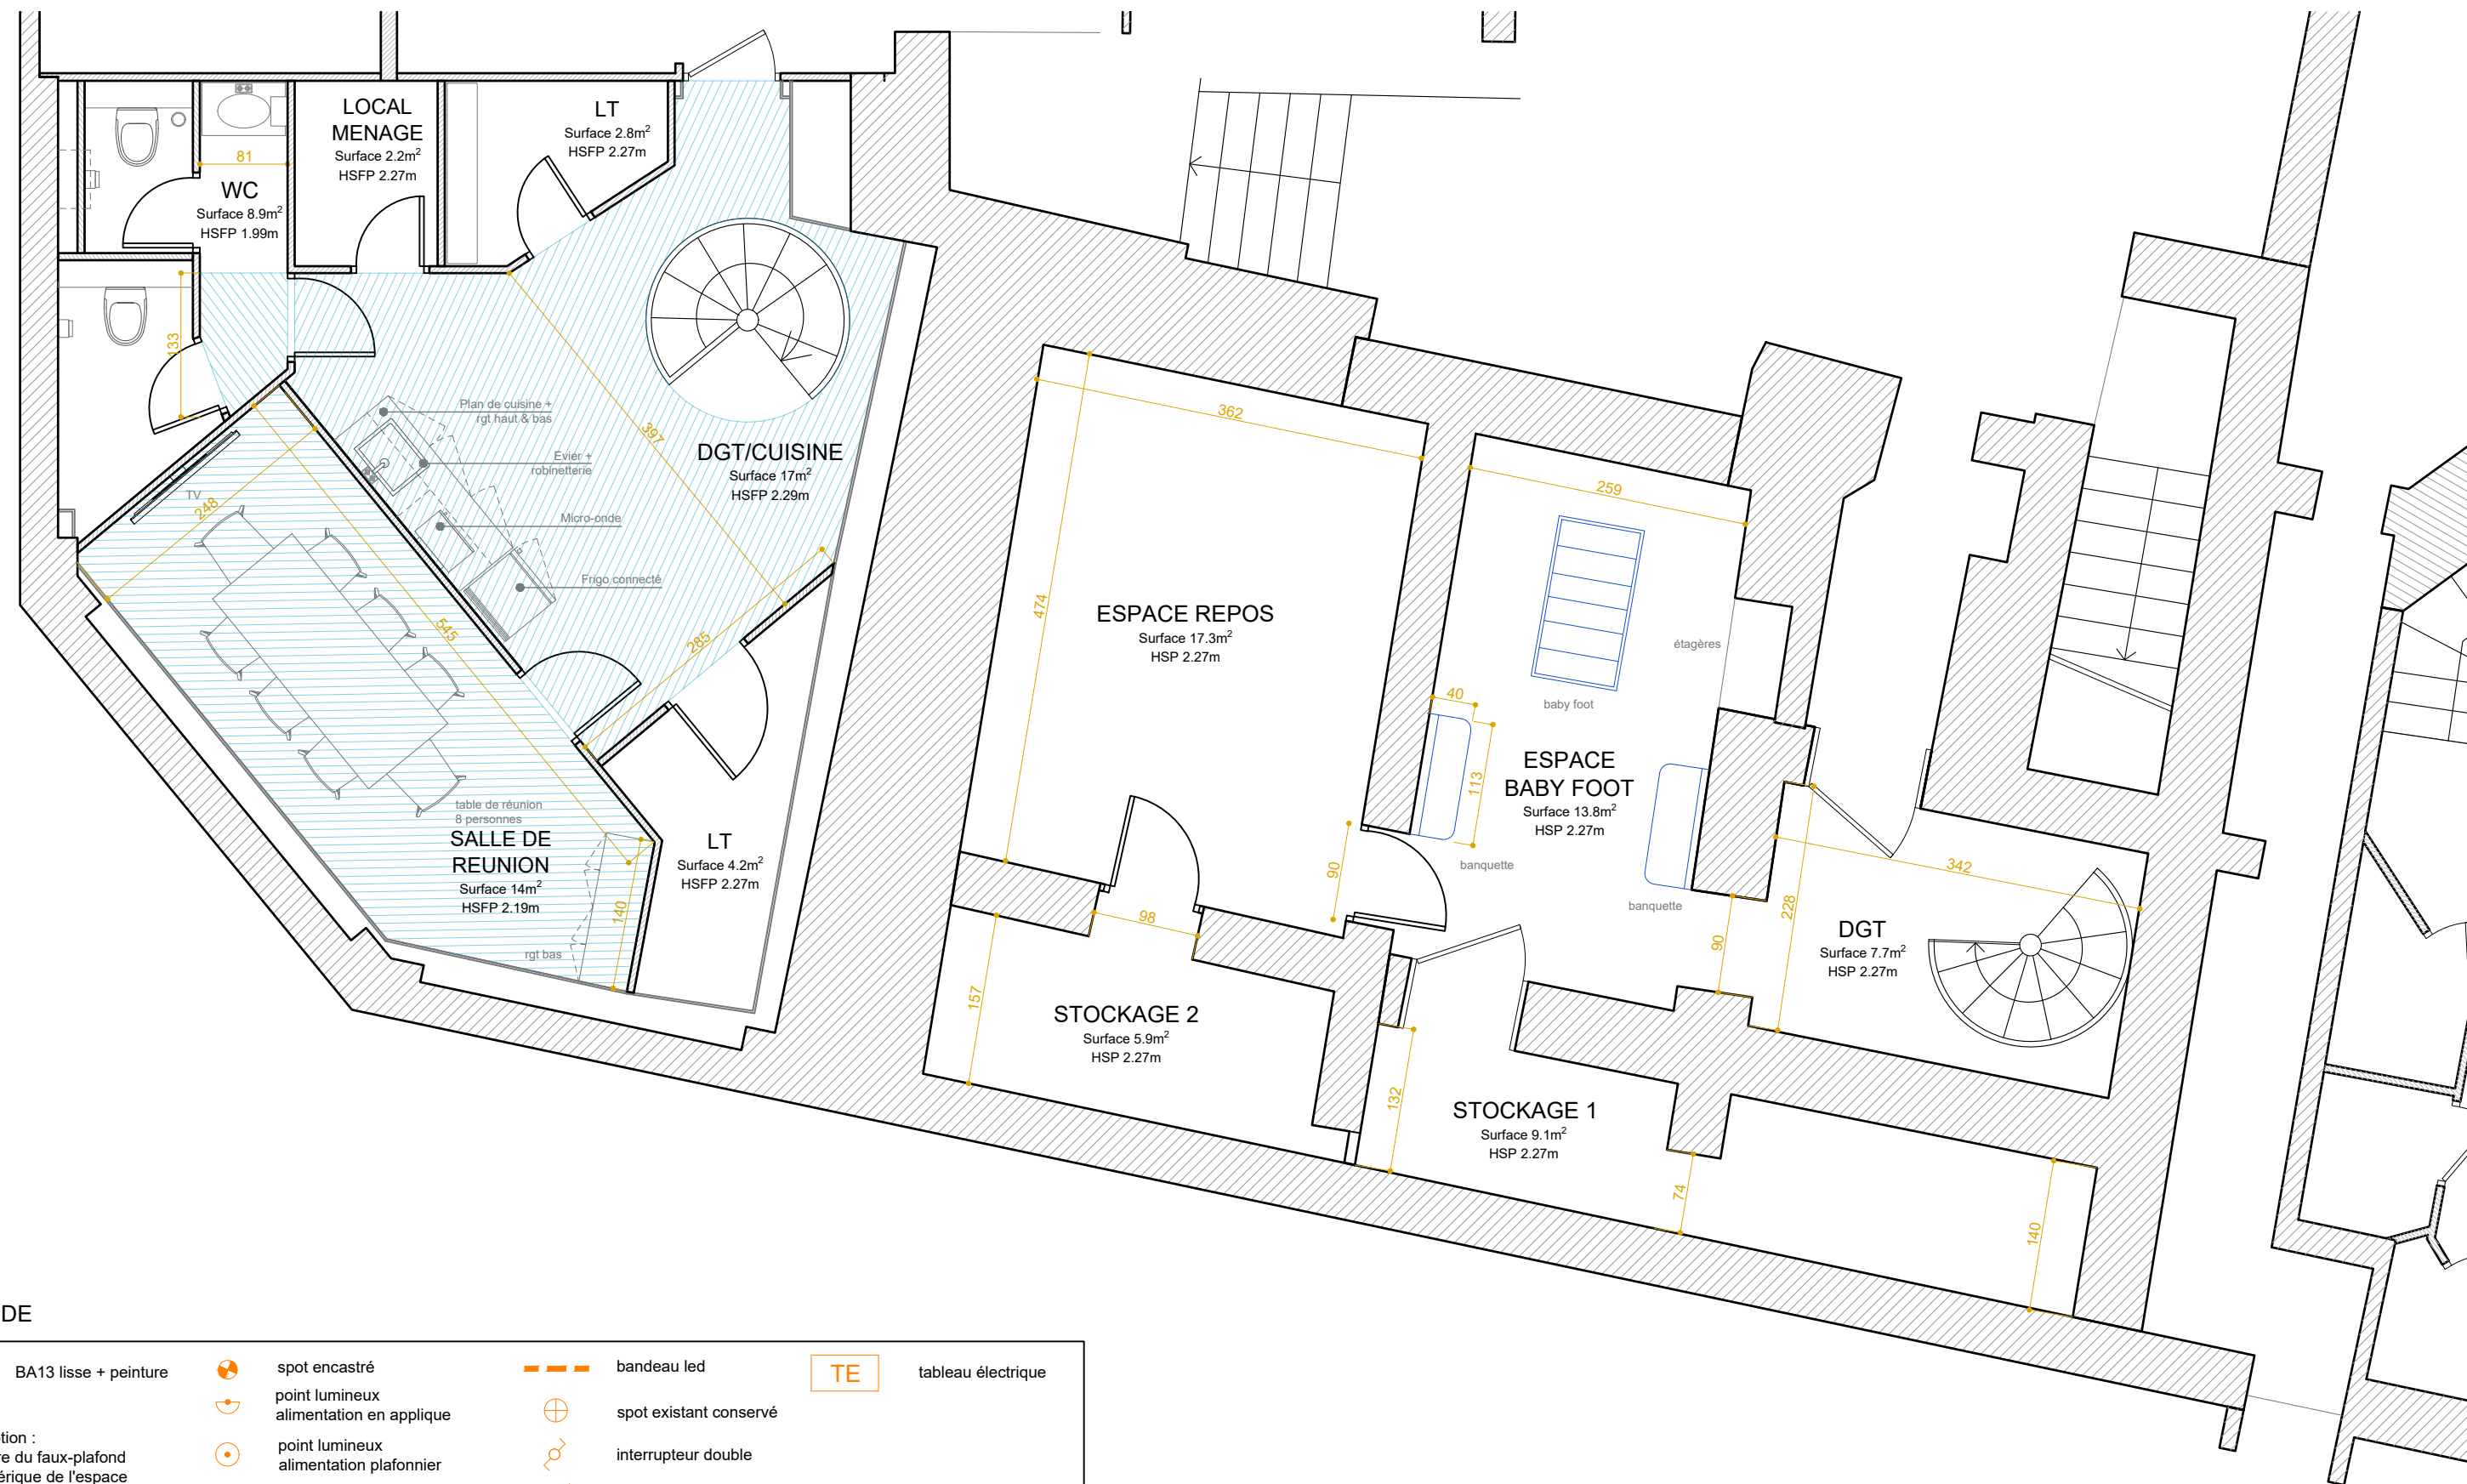 LOCAL
MENAGE
Surface 2.2m²
HSFP 2.27m
LT
Surface 2.8m²
HSFP 2.27m
81
WC
Surface 8.9m²
HSFP 1.99m
133
Plan de cuisine +
rgt haut & bas
Evier +
robinetterie
Micro-onde
Frigo connecté
397
DGT/CUISINE
Surface 17m²
HSFP 2.29m
TV
248
545
285
table de réunion
8 personnes
SALLE DE
REUNION
Surface 14m²
HSFP 2.19m
rgt bas
140
LT
Surface 4.2m²
HSFP 2.27m
362
474
ESPACE REPOS
Surface 17.3m²
HSP 2.27m
259
étagères
baby foot
40
113
ESPACE
BABY FOOT
Surface 13.8m²
HSP 2.27m
banquette
banquette
90
98
90
228
342
DGT
Surface 7.7m²
HSP 2.27m
157
STOCKAGE 2
Surface 5.9m²
HSP 2.27m
132
STOCKAGE 1
Surface 9.1m²
HSP 2.27m
74
140
DE
BA13 lisse + peinture
spot encastré
bandeau led
TE
tableau électrique
point lumineux
alimentation en applique
spot existant conservé
tion :
re du faux-plafond
érique de l'espace
point lumineux
alimentation plafonnier
interrupteur double